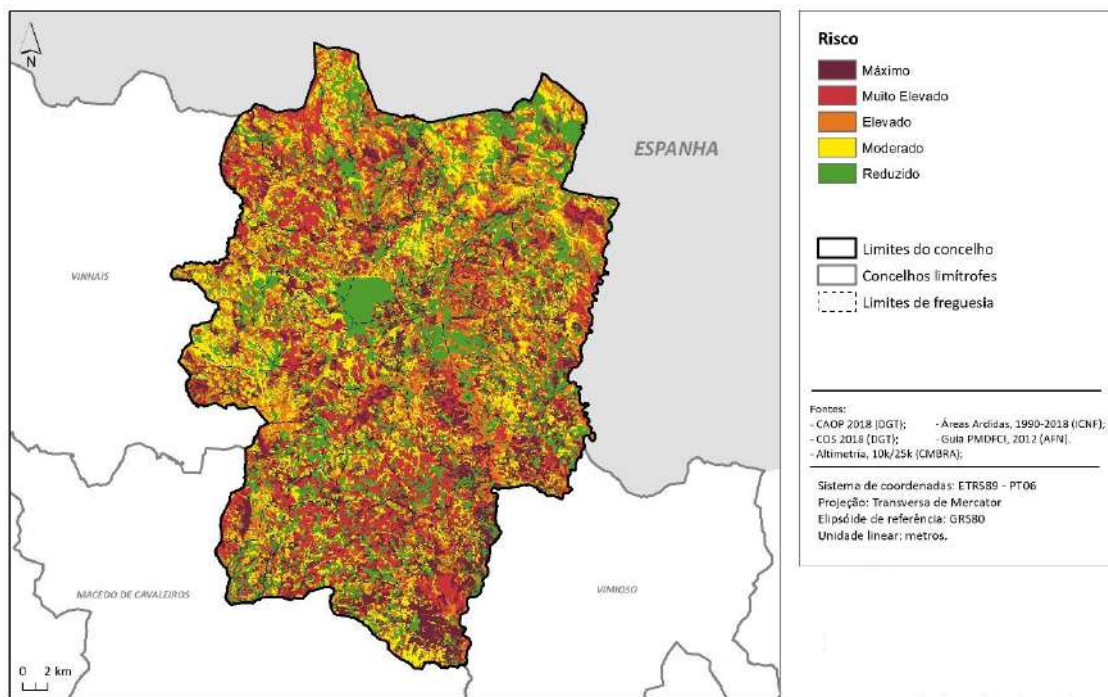 N
ESPANHA
VINHAIS
MACEDO DE CAVALEIROS
VIMIOSO
0 2 km
Risco
Máximo
Muito Elevado
Elevado
Moderado
Reduzido
Limites do concelho
Concelhos limítrofes
Limites de freguesia
Fontes:
- CAOP 2018 (DGT); - Áreas Ardidas, 1990-2018 (ICNF);
- COS 2018 (DGT); - Guia PMDFCI, 2012 (AFN).
- Altimetria, 10k/25k (CMBRA);
Sistema de coordenadas: ETRS89 - PT06
Projeção: Transversa de Mercator
Elipsóide de referência: GRS80
Unidade linear: metros.